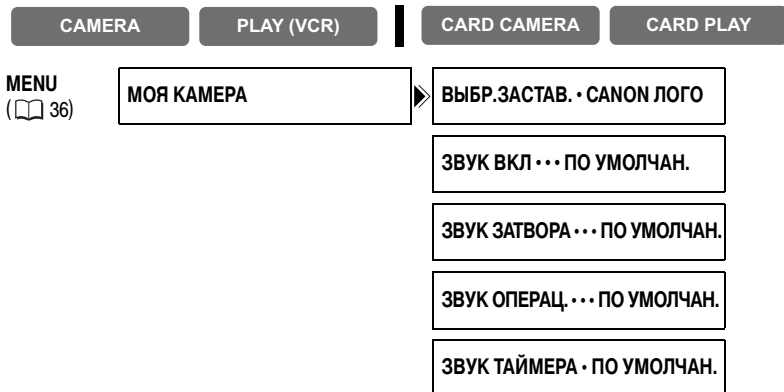 CAMERA PLAY (VCR) CARD CAMERA CARD PLAY
MENU
(36) МОЯ КАМЕРА ВЫБР.ЗАСТАВ. • CANON ЛОГО
ЗВУК ВКЛ • • • ПО УМОЛЧАН.
ЗВУК ЗАТВОРА • • • ПО УМОЛЧАН.
ЗВУК ОПЕРАЦ. • • • ПО УМОЛЧАН.
ЗВУК ТАЙМЕРА • ПО УМОЛЧАН.